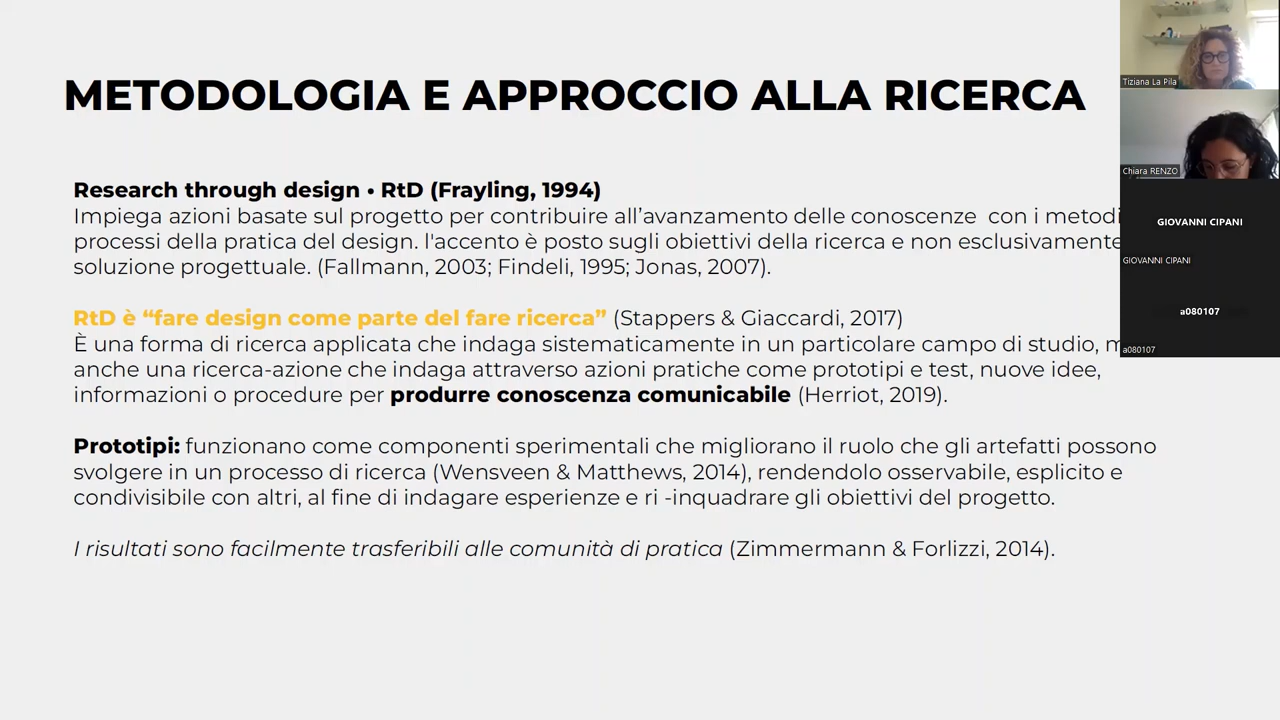 METODOLOGIA E APPROCCIO ALLA RICERCA
Research through design • RtD (Frayling, 1994)
Impiega azioni basate sul progetto per contribuire all’avanzamento delle conoscenze  con i metodi
processi della pratica del design. l'accento è posto sugli obiettivi della ricerca e non esclusivamente
soluzione progettuale. (Fallmann, 2003; Findeli, 1995; Jonas, 2007).
RtD è “fare design come parte del fare ricerca” (Stappers & Giaccardi, 2017)
È una forma di ricerca applicata che indaga sistematicamente in un particolare campo di studio,
anche una ricerca-azione che indaga attraverso azioni pratiche come prototipi e test, nuove idee,
informazioni o procedure per produrre conoscenza comunicabile (Herriot, 2019).
Prototipi: funzionano come componenti sperimentali che migliorano il ruolo che gli artefatti possono
svolgere in un processo di ricerca (Wensveen & Matthews, 2014), rendendolo osservabile, esplicito e
condivisibile con altri, al fine di indagare esperienze e ri -inquadrare gli obiettivi del progetto.
I risultati sono facilmente trasferibili alle comunità di pratica (Zimmermann & Forlizzi, 2014).
Tiziana La Pila
Chiara RENZO
GIOVANNI CIPANI
GIOVANNI CIPANI
a080107
a080107